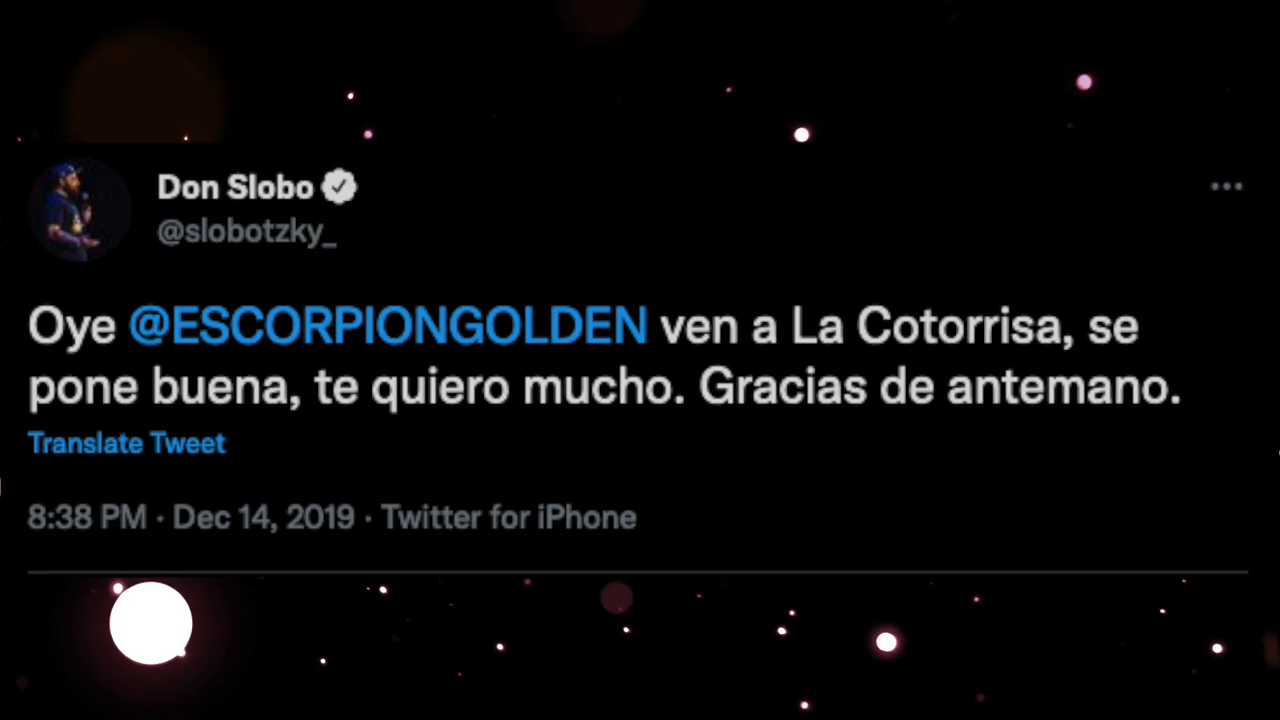 Don Slobo
@slobotzky_
Oye @ESCORPIONGOLDEN ven a La Cotorrisa, se
pone buena, te quiero mucho. Gracias de antemano.
Translate Tweet
8:38 PM · Dec 14, 2019 · Twitter for iPhone